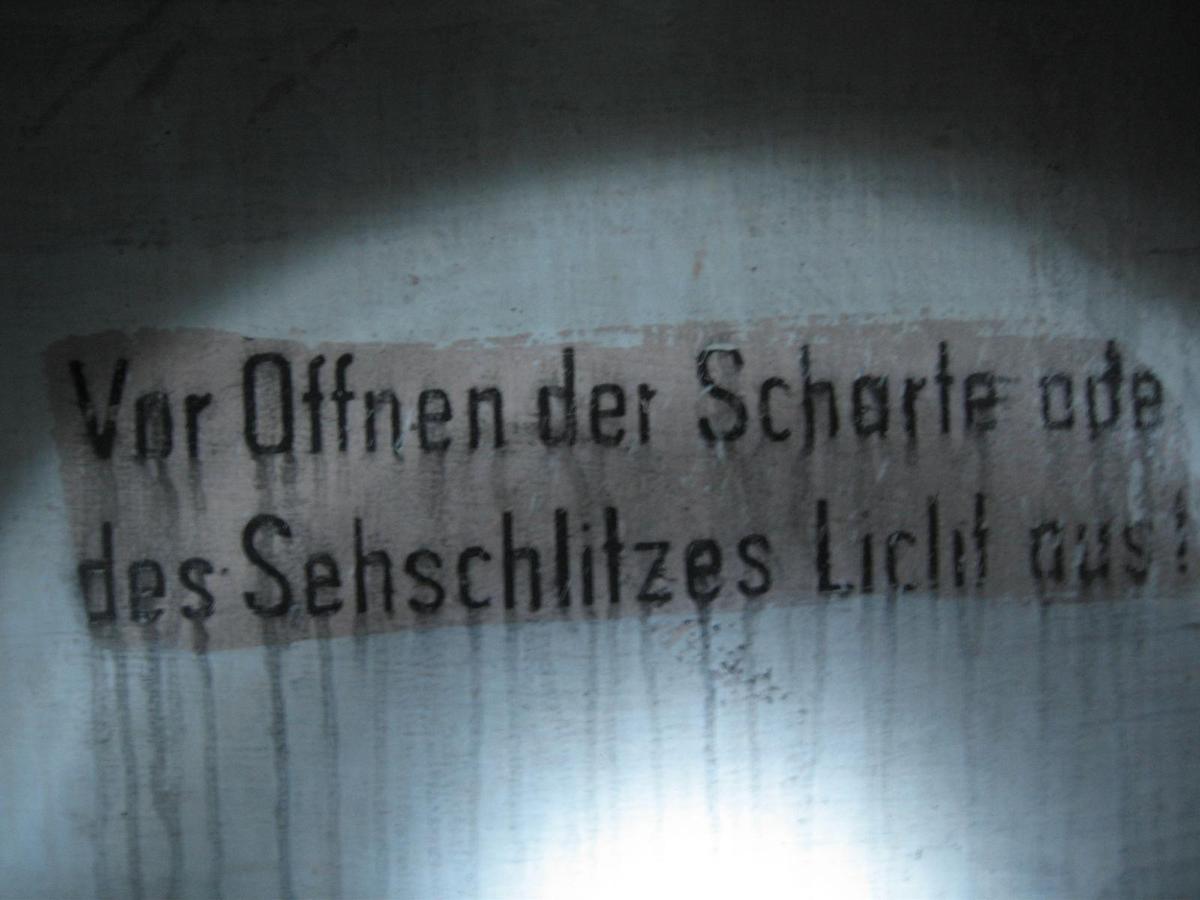 Vor Offnen der Scharte ode
des Sehschlitzes Licht aus!